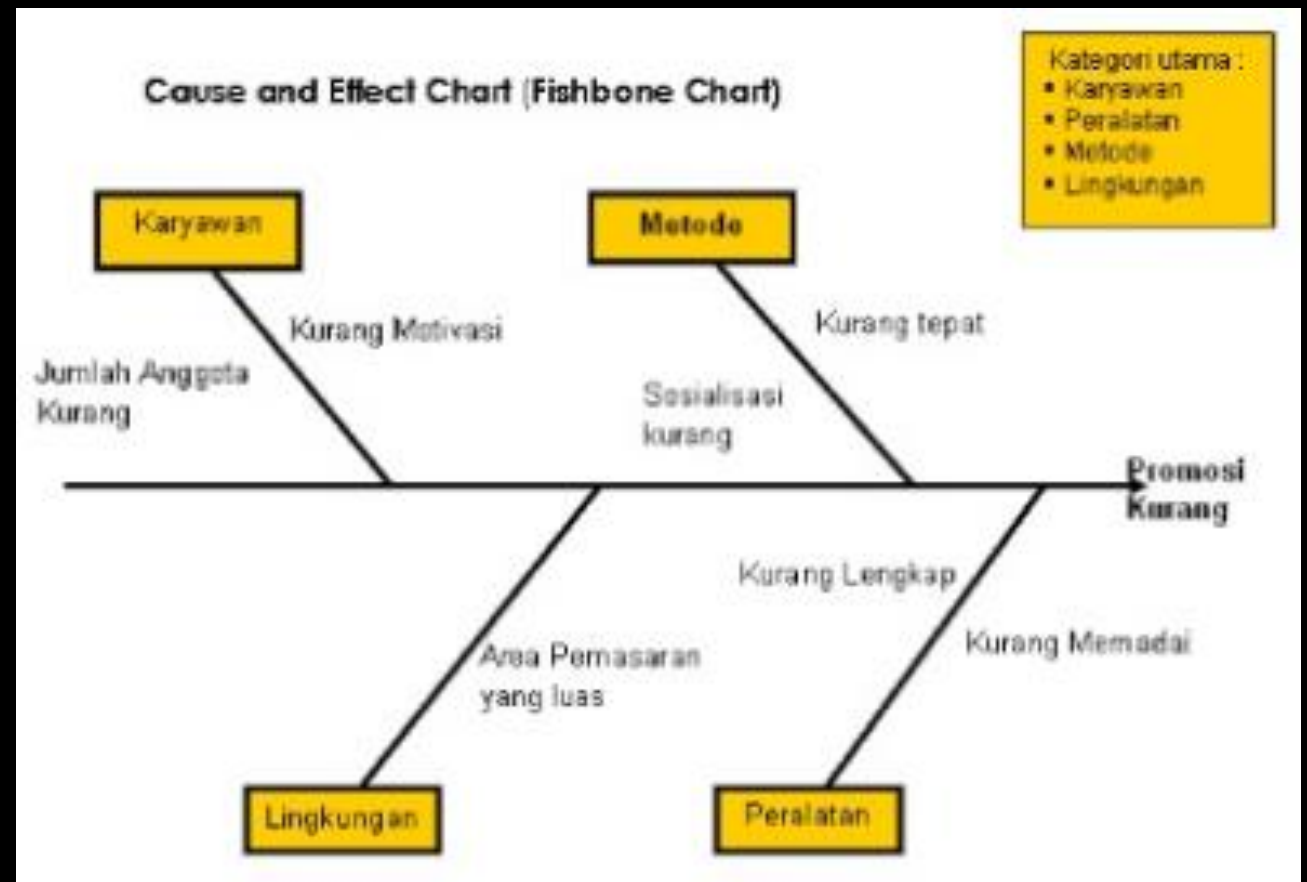 Cause and Effect Chart (Fishbone Chart)
Kategori utama :
• Karyawan
• Peralatan
• Metode
• Lingkungan
Karyawan
Metode
Kurang Motivasi
Jumlah Anggota
Kurang
Kurang tepat
Sosialisasi
kurang
Promosi
Kurang
Kurang Lengkap
Kurang Memadai
Area Pemasaran
yang luas
Lingkungan
Peralatan